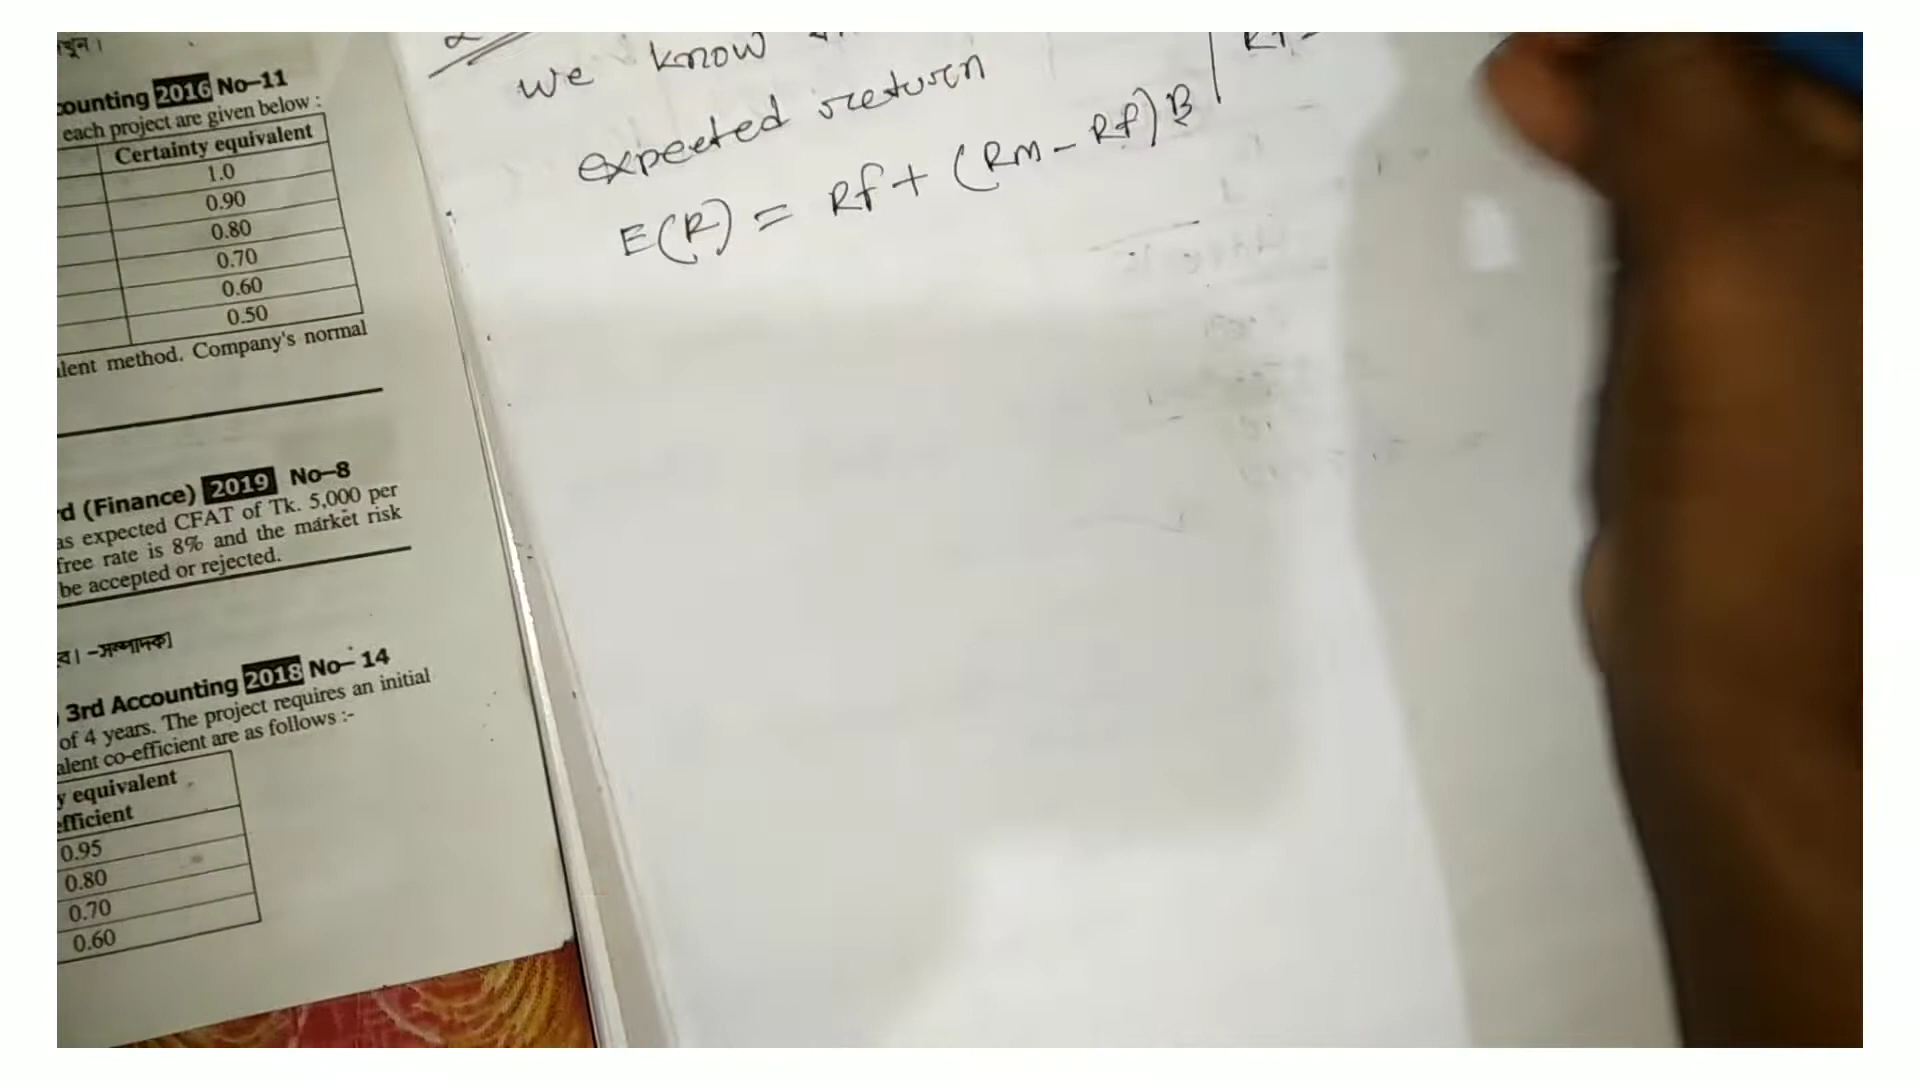 counting 2016 No–11
each project are given below :
Certainty equivalent
1.0
0.90
0.80
0.70
0.60
0.50
lent method. Company's normal
d (Finance) 2019 No–8
as expected CFAT of Tk. 5,000 per
free rate is 8% and the market risk
be accepted or rejected.
–সম্পাদক]
3rd Accounting 2018 No– 14
of 4 years. The project requires an initial
alent co-efficient are as follows :-
y equivalent
efficient
0.95
0.80
0.70
0.60
we know
expected return
E(R) = Rf + (Rm – Rf) B